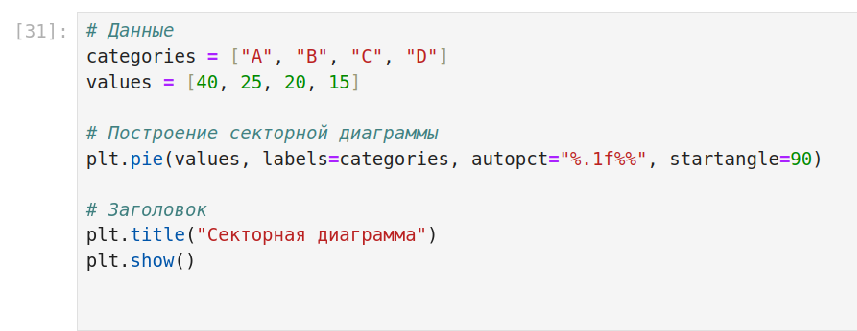 [31]:
# Данные
categories = ["A", "B", "C", "D"]
values = [40, 25, 20, 15]
# Построение секторной диаграммы
plt.pie(values, labels=categories, autopct="%.1f%%", startangle=90)
# Заголовок
plt.title("Секторная диаграмма")
plt.show()